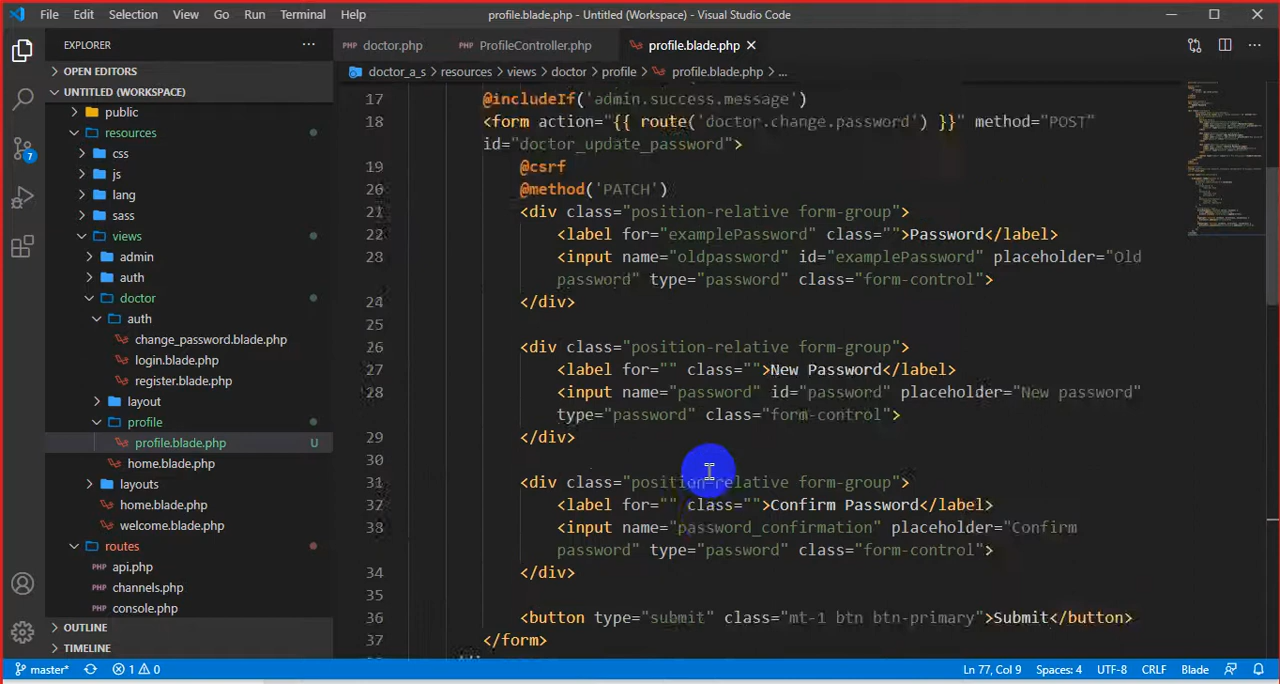 File Edit Selection View Go Run Terminal Help profile.blade.php - Untitled (Workspace) - Visual Studio Code
EXPLORER
PHP doctor.php PHP ProfileController.php profile.blade.php
OPEN EDITORS
doctor_a_s > resources > views > doctor > profile > profile.blade.php > ...
UNTITLED (WORKSPACE)
public
resources
css
js
lang
sass
views
admin
auth
doctor
auth
change_password.blade.php
login.blade.php
register.blade.php
layout
profile
profile.blade.php U
home.blade.php
layouts
home.blade.php
welcome.blade.php
routes
PHP api.php
PHP channels.php
PHP console.php
OUTLINE
TIMELINE
7
17 @includeIf('admin.success.message')
18 <form action="{{ route('doctor.change.password') }}" method="POST"
id="doctor_update_password">
19 @csrf
20 @method('PATCH')
21 <div class="position-relative form-group">
22 <label for="examplePassword" class="">Password</label>
23 <input name="oldpassword" id="examplePassword" placeholder="Old
password" type="password" class="form-control">
24 </div>
25
26 <div class="position-relative form-group">
27 <label for="" class="">New Password</label>
28 <input name="password" id="password" placeholder="New password"
type="password" class="form-control">
29 </div>
30
31 <div class="position-relative form-group">
32 <label for="" class="">Confirm Password</label>
33 <input name="password_confirmation" placeholder="Confirm
password" type="password" class="form-control">
34 </div>
35
36 <button type="submit" class="mt-1 btn btn-primary">Submit</button>
37 </form>
master* 1 0 Ln 77, Col 9 Spaces: 4 UTF-8 CRLF Blade